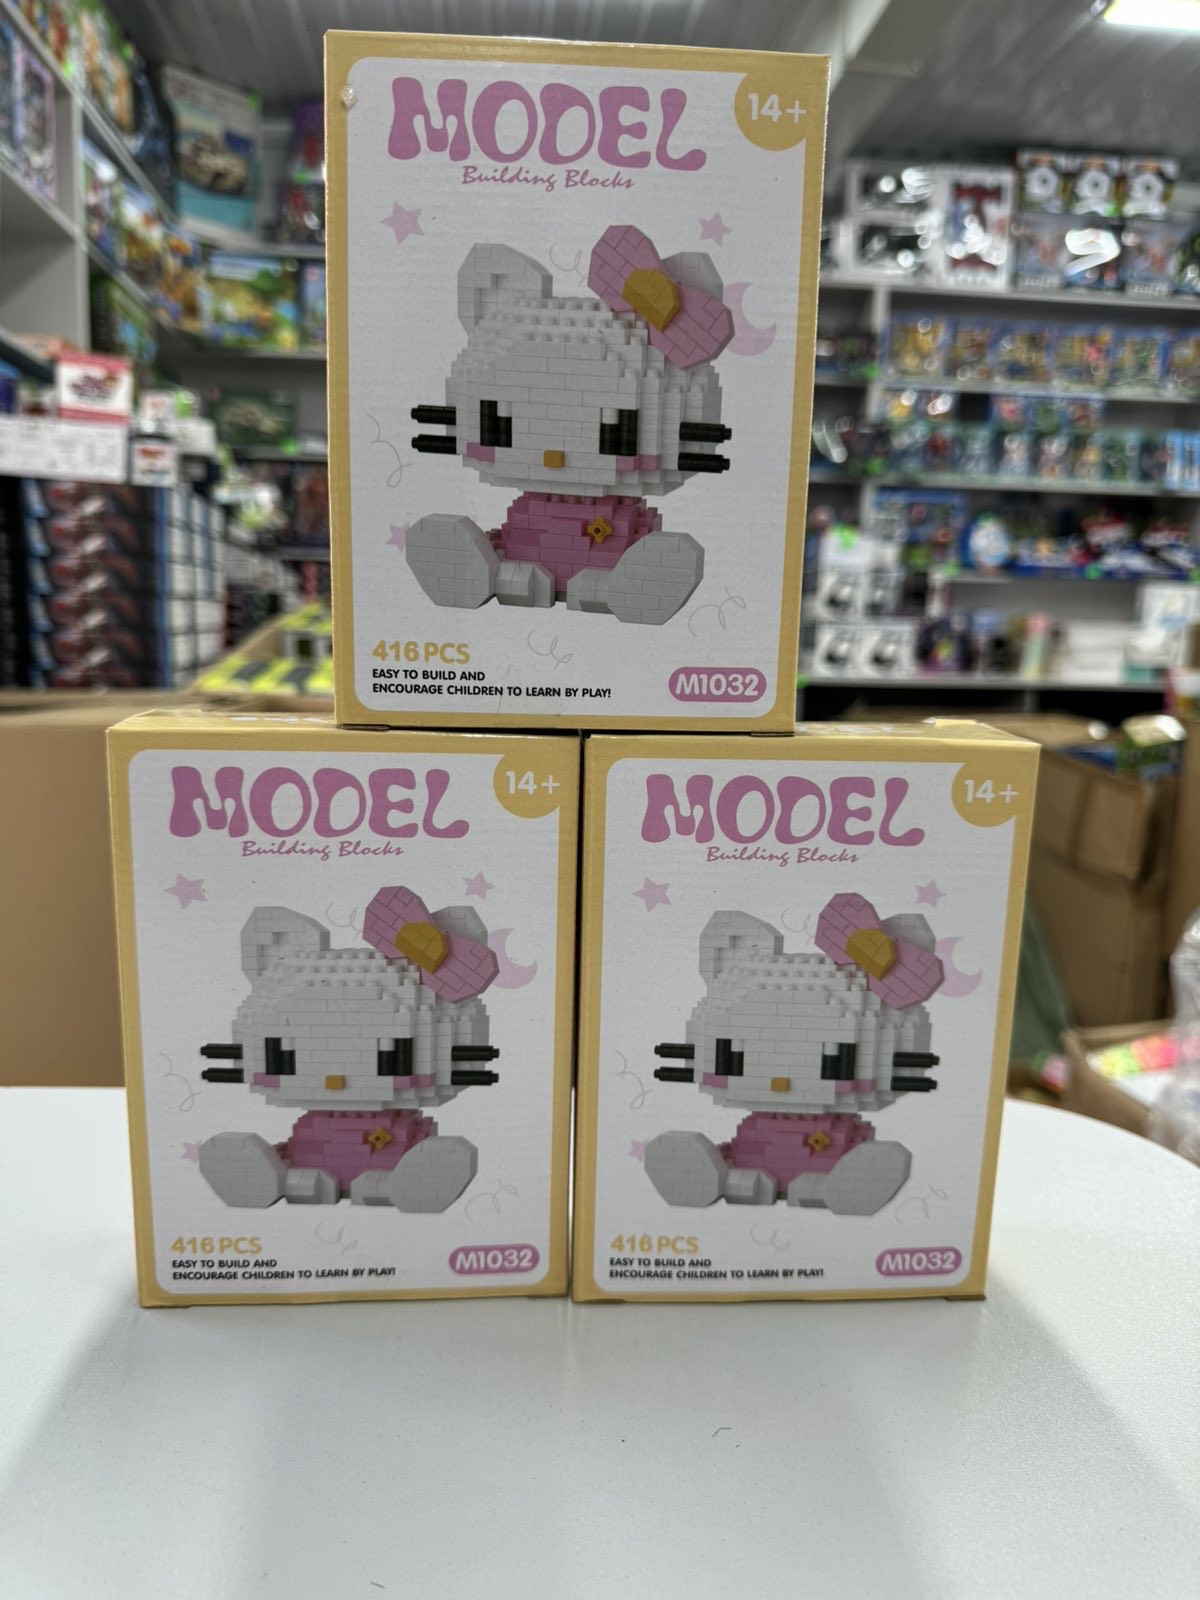 MODEL
14+
Building Blocks
416 PCS
EASY TO BUILD AND
ENCOURAGE CHILDREN TO LEARN BY PLAY!
M1032
MODEL
14+
Building Blocks
416 PCS
EASY TO BUILD AND
ENCOURAGE CHILDREN TO LEARN BY PLAY!
M1032
MODEL
14+
Building Blocks
416 PCS
EASY TO BUILD AND
ENCOURAGE CHILDREN TO LEARN BY PLAY!
M1032